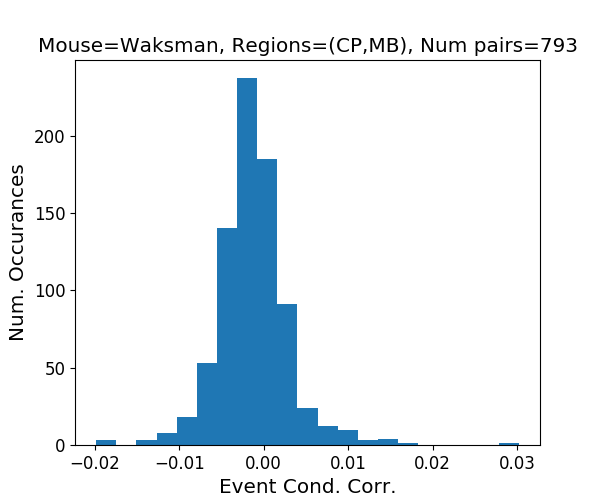 Mouse=Waksman, Regions=(CP,MB), Num pairs=793
Num. Occurances
200
150
100
50
0
−0.02 −0.01 0.00 0.01 0.02 0.03
Event Cond. Corr.